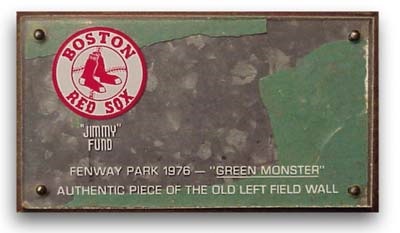 BOSTON
RED SOX
"JIMMY"
FUND
FENWAY PARK 1976 — "GREEN MONSTER"
AUTHENTIC PIECE OF THE OLD LEFT FIELD WALL